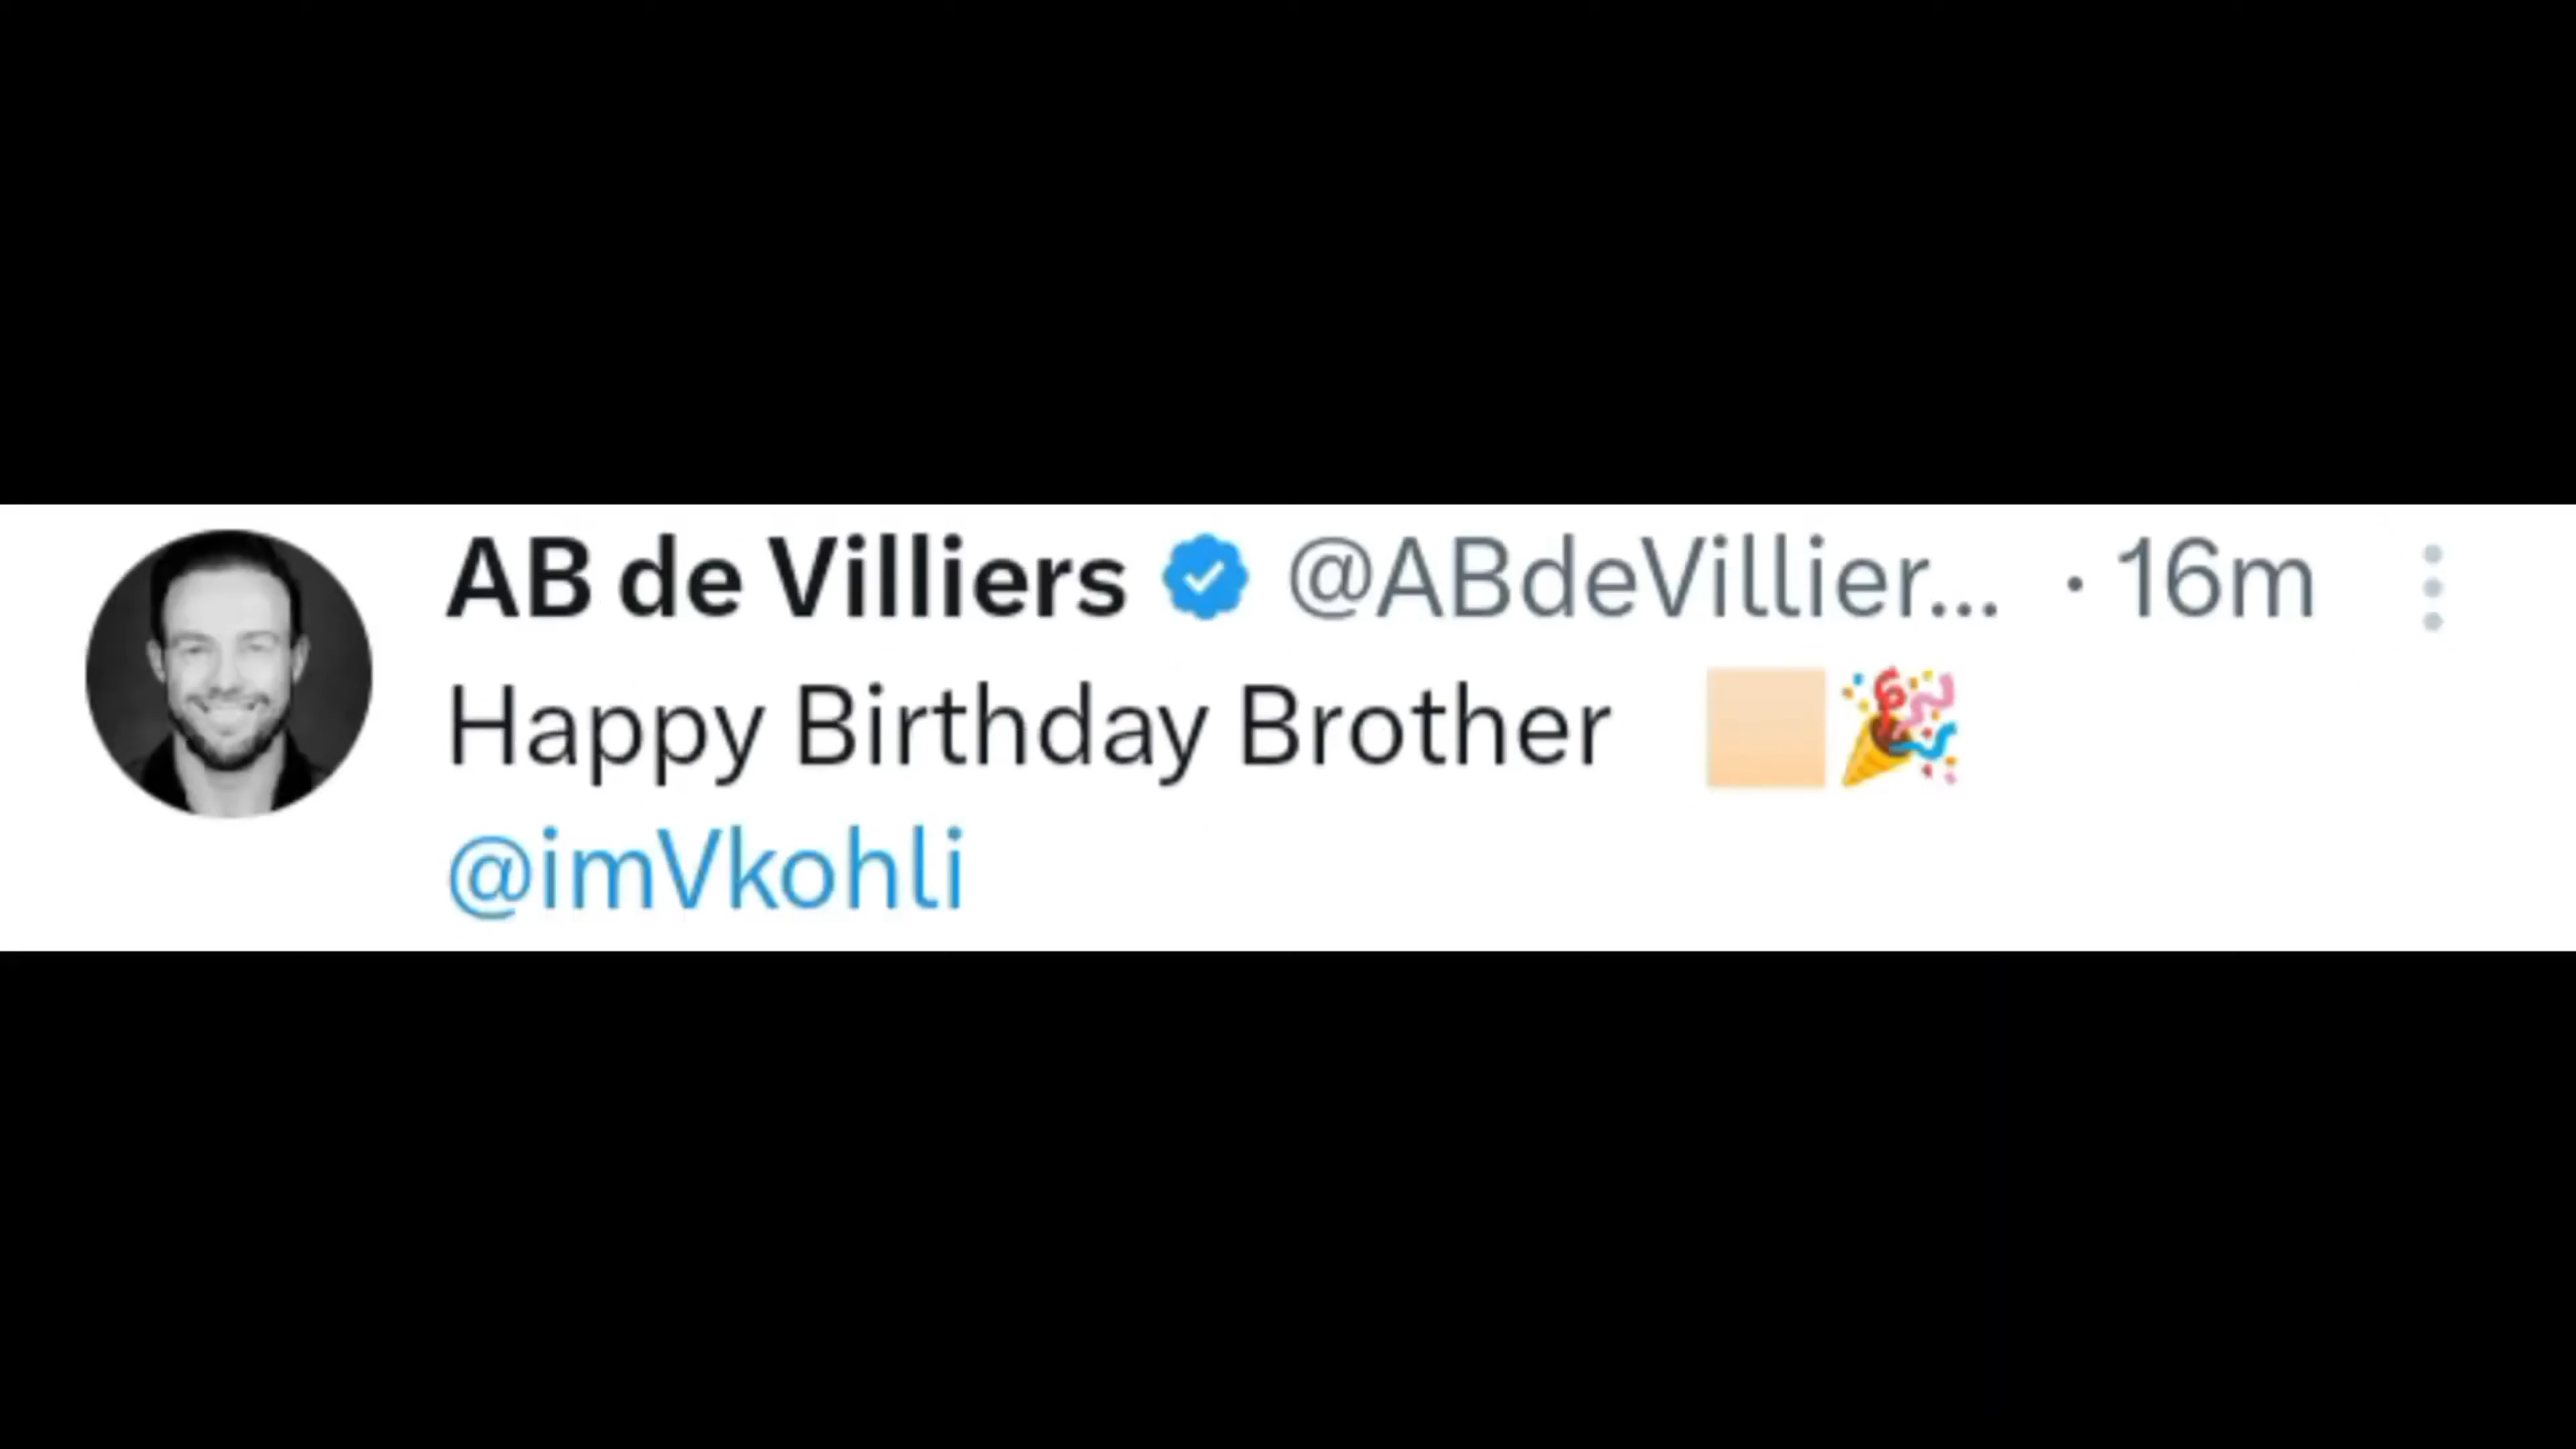 AB de Villiers @ABdeVillier... · 16m
Happy Birthday Brother 🎉
@imVkohli